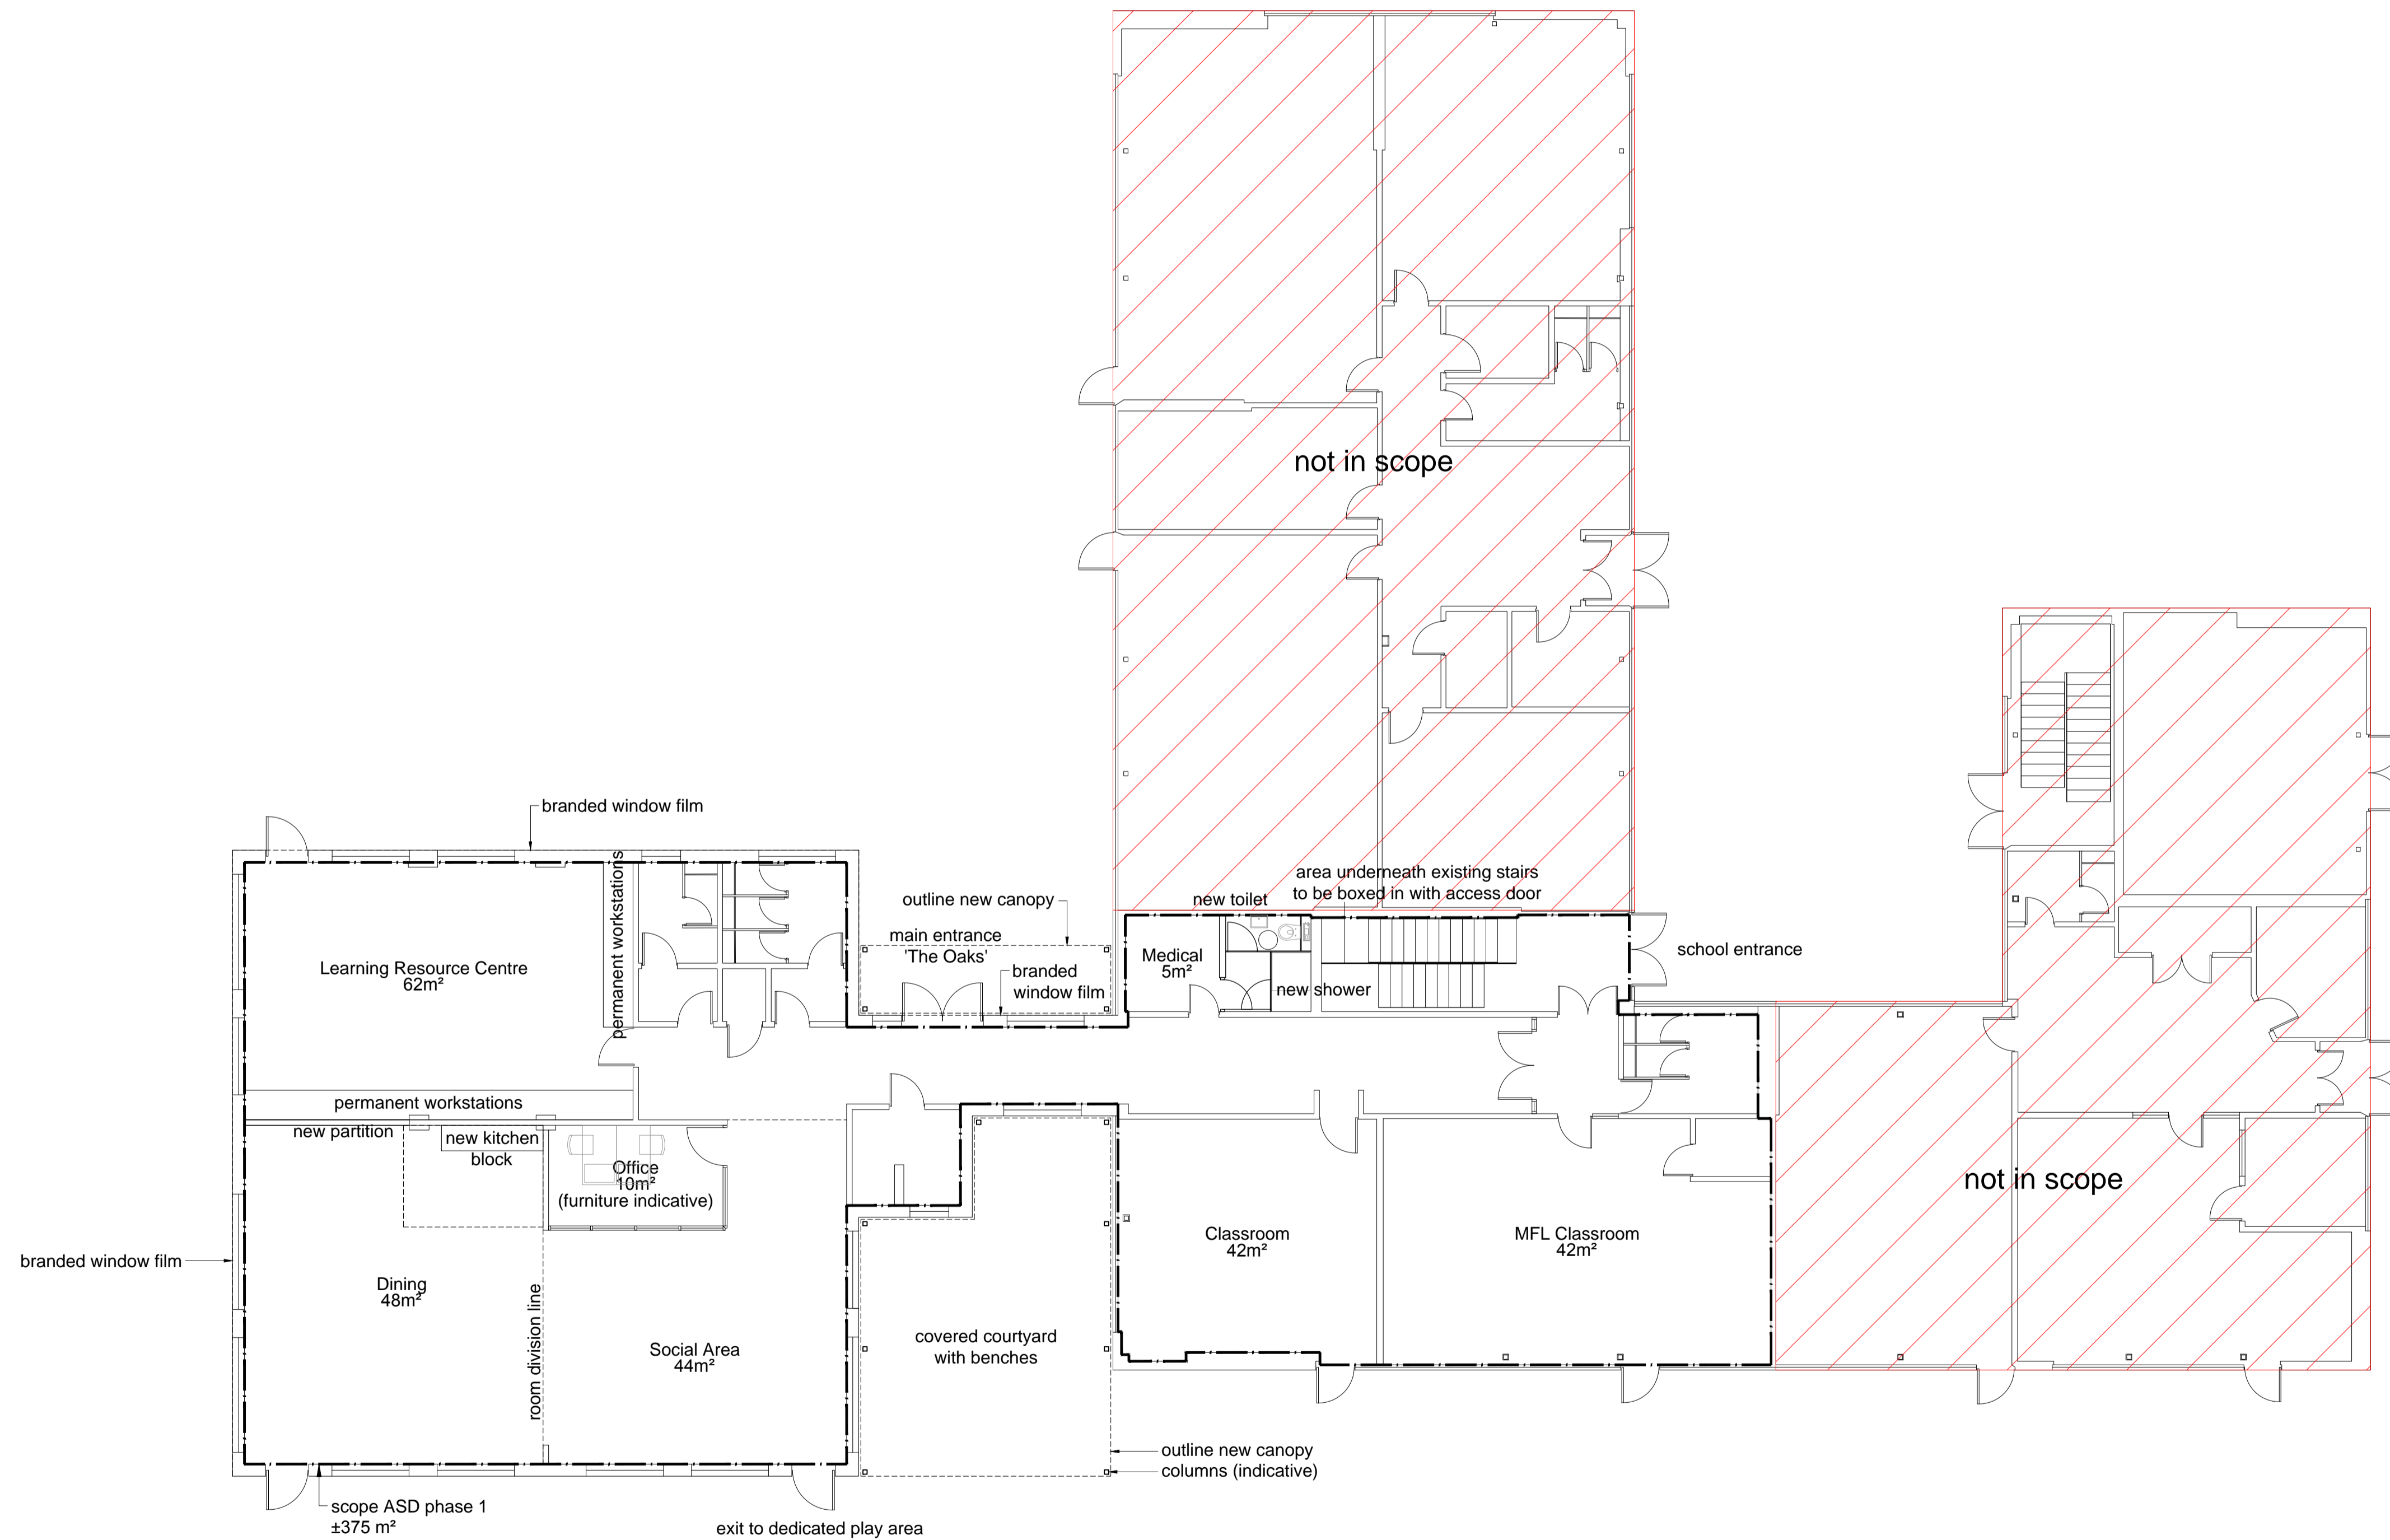 not in scope
branded window film
area underneath existing stairs
to be boxed in with access door
new toilet
outline new canopy
main entrance
'The Oaks'
branded
window film
permanent workstations
Learning Resource Centre
62m²
Medical
5m²
new shower
school entrance
permanent workstations
new partition
new kitchen
block
Office
10m²
(furniture indicative)
not in scope
Classroom
42m²
MFL Classroom
42m²
branded window film
Dining
48m²
room division line
Social Area
44m²
covered courtyard
with benches
outline new canopy
columns (indicative)
scope ASD phase 1
±375 m²
exit to dedicated play area